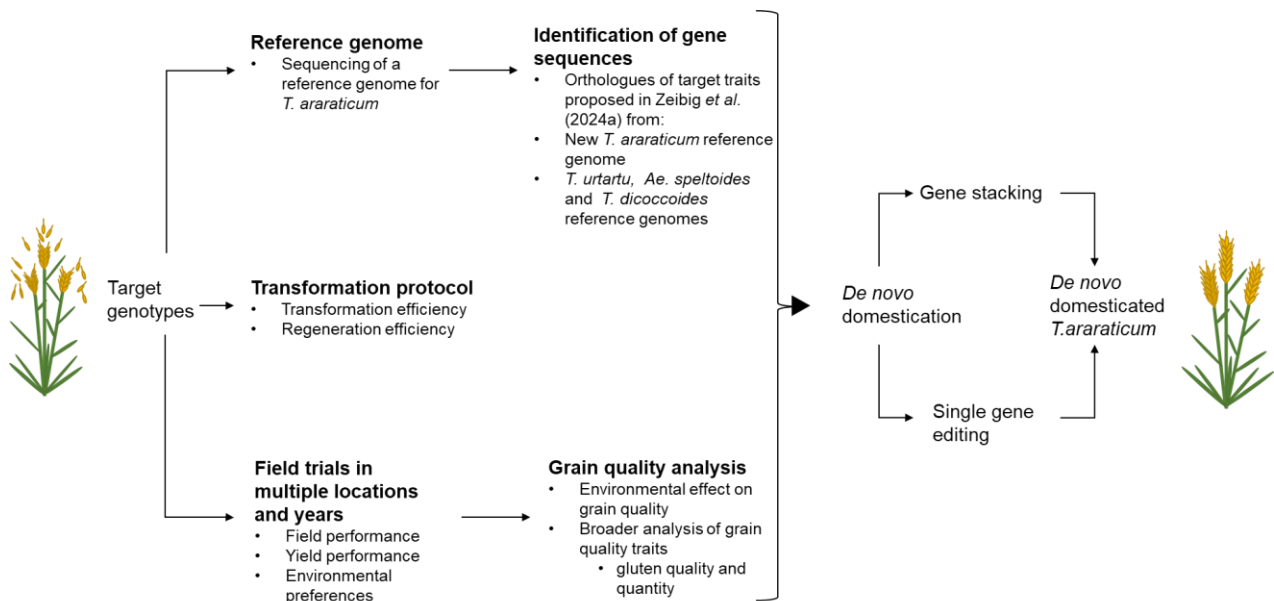 Target
genotypes
Reference genome
• Sequencing of a
reference genome for
T. araraticum
Identification of gene
sequences
• Orthologues of target traits
proposed in Zeibig et al.
(2024a) from:
• New T. araraticum reference
genome
• T. urtartu, Ae. speltoides
and T. dicoccoides
reference genomes
Transformation protocol
• Transformation efficiency
• Regeneration efficiency
Field trials in
multiple locations
and years
• Field performance
• Yield performance
• Environmental
preferences
Grain quality analysis
• Environmental effect on
grain quality
• Broader analysis of grain
quality traits
• gluten quality and
quantity
De novo
domestication
Gene stacking
Single gene
editing
De novo
domesticated
T.araraticum